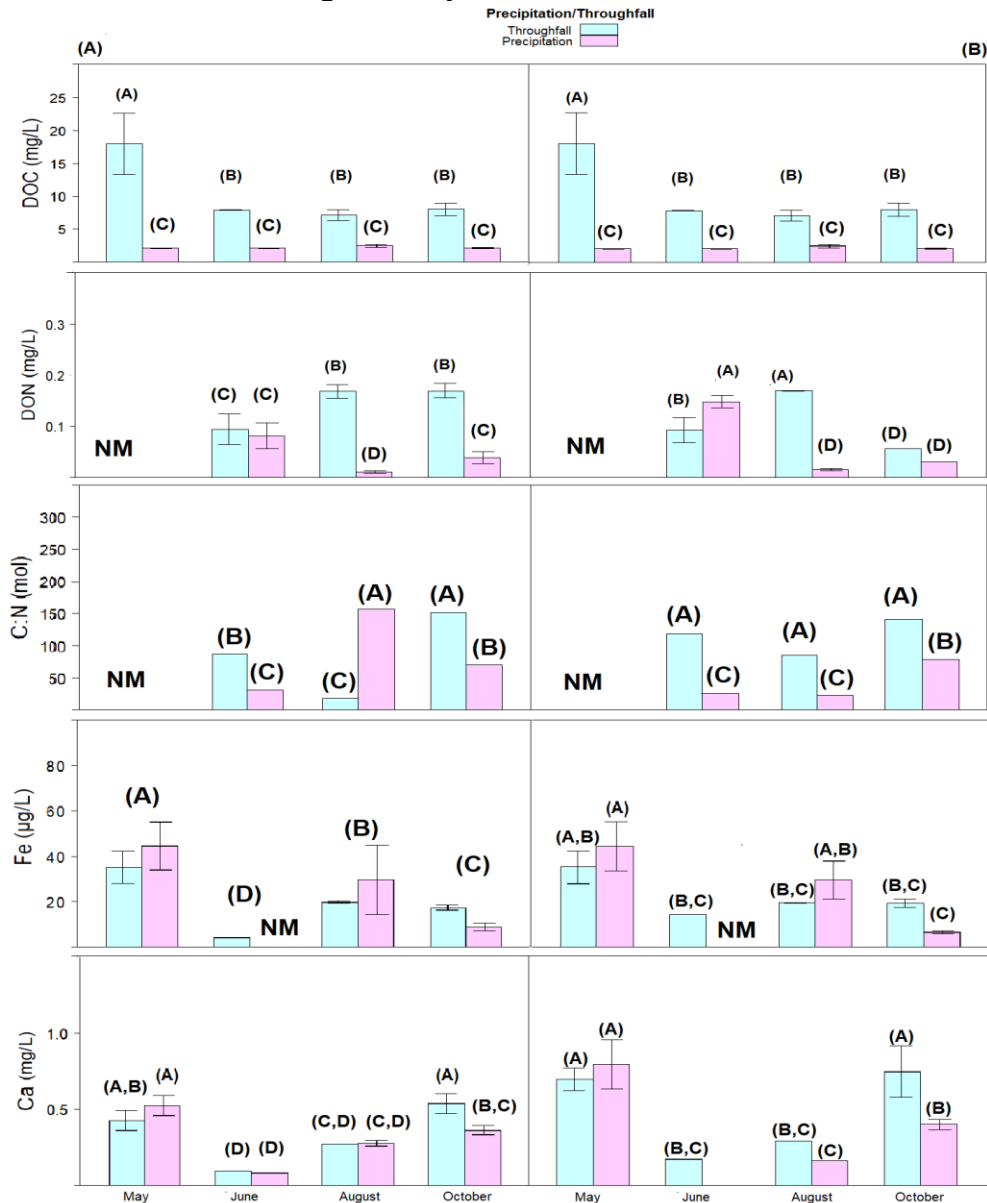 Precipitation/Throughfall
Throughfall
Precipitation
(A)
(B)
DOC (mg/L)
25
20
15
10
5
(A)
(C)
(B)
(C)
(B)
(C)
(B)
(C)
(A)
(C)
(B)
(C)
(B)
(C)
(B)
(C)
DON (mg/L)
0.3
0.2
0.1
NM
(C)
(C)
(B)
(D)
(B)
(C)
NM
(B)
(A)
(A)
(D)
(D)
(D)
C:N (mol)
300
250
200
150
100
50
NM
(B)
(C)
(C)
(A)
(A)
(B)
NM
(A)
(C)
(A)
(C)
(A)
(B)
Fe (µg/L)
80
60
40
20
(A)
(D)
NM
(B)
(C)
(A,B)
(A)
(B,C)
NM
(B,C)
(A,B)
(B,C)
(C)
Ca (mg/L)
1.0
0.5
(A,B)
(A)
(D)
(D)
(C,D)
(C,D)
(A)
(B,C)
(A)
(A)
(B,C)
(B,C)
(C)
(A)
(B)
May
June
August
October
May
June
August
October